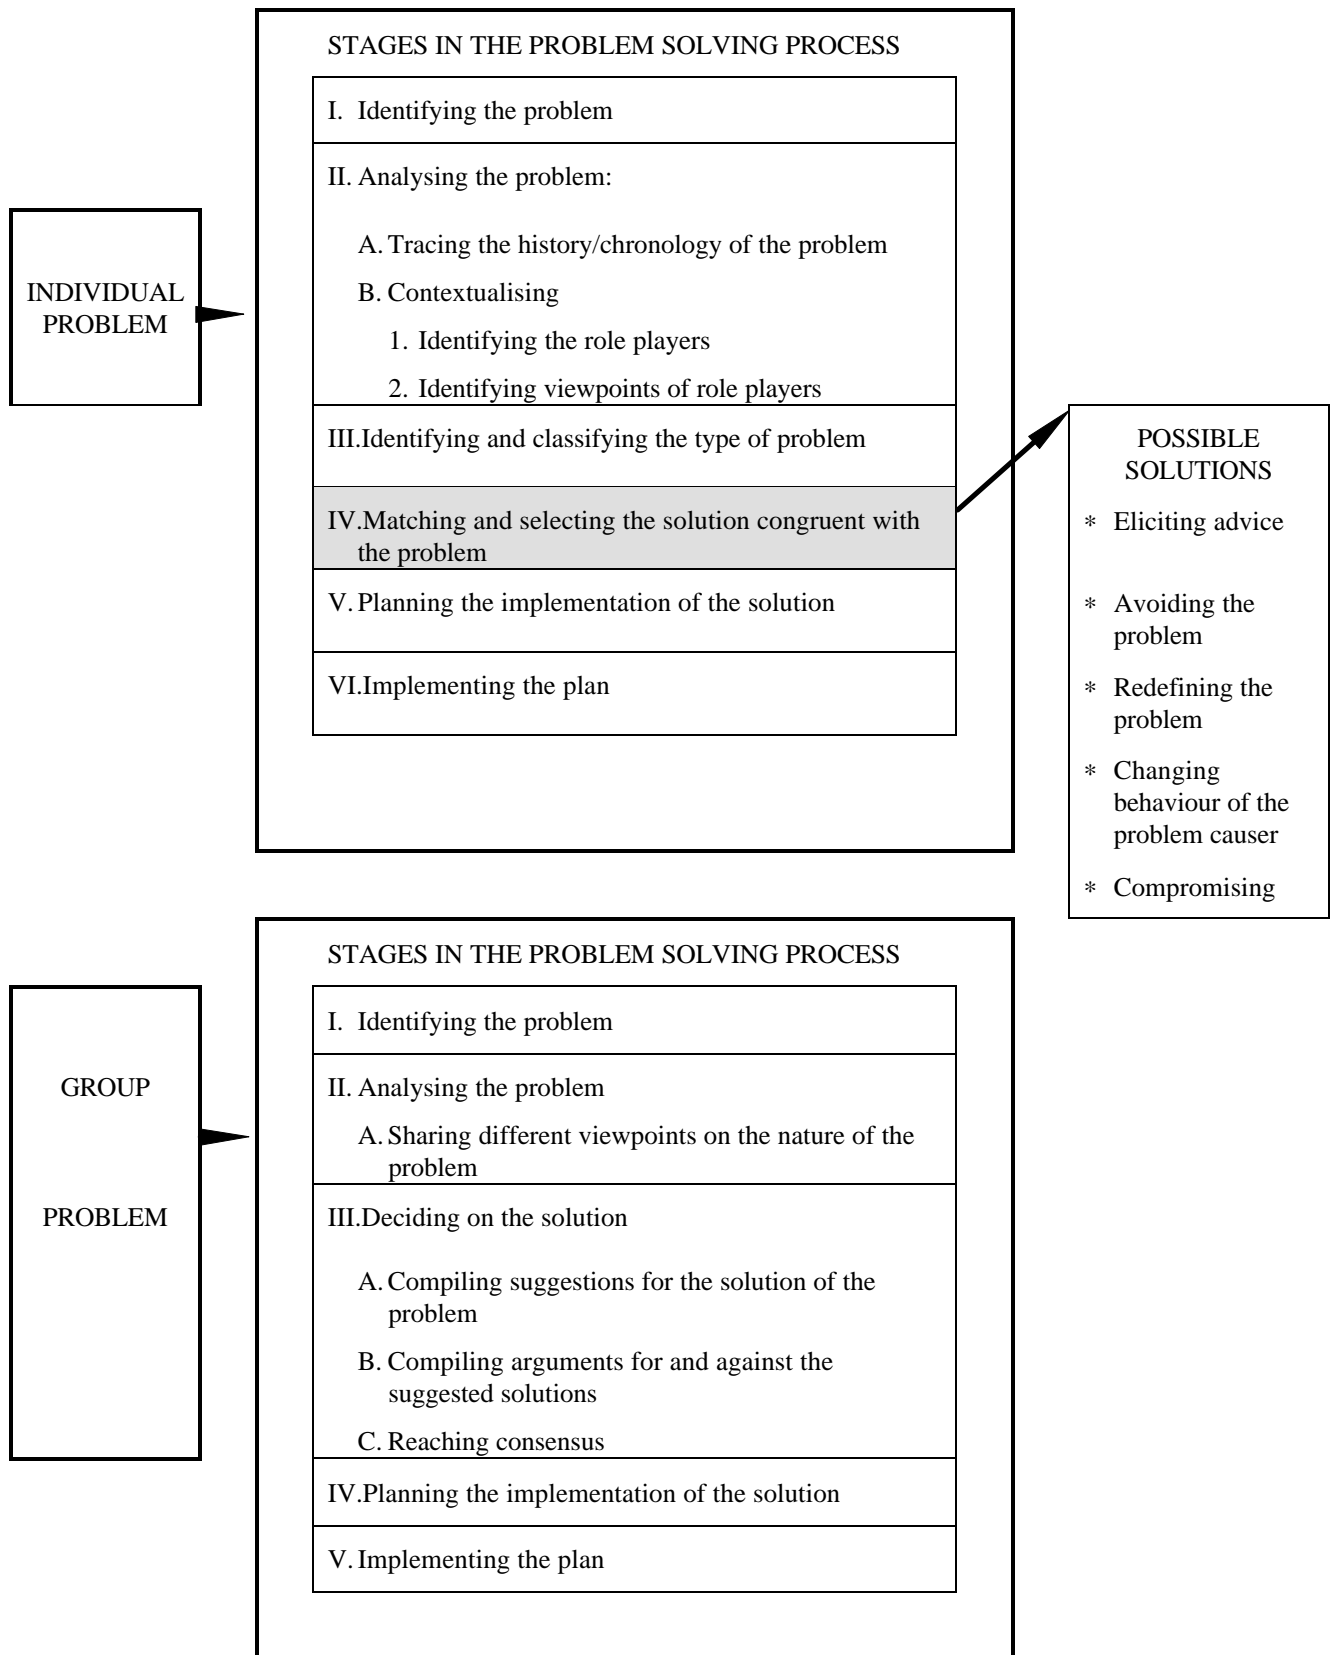 STAGES IN THE PROBLEM SOLVING PROCESS
I. Identifying the problem
II. Analysing the problem:
A. Tracing the history/chronology of the problem
B. Contextualising
1. Identifying the role players
2. Identifying viewpoints of role players
III.Identifying and classifying the type of problem
IV.Matching and selecting the solution congruent with
the problem
V. Planning the implementation of the solution
VI.Implementing the plan
INDIVIDUAL
PROBLEM
POSSIBLE
SOLUTIONS
* Eliciting advice
* Avoiding the
problem
* Redefining the
problem
* Changing
behaviour of the
problem causer
* Compromising
STAGES IN THE PROBLEM SOLVING PROCESS
I. Identifying the problem
II. Analysing the problem
A. Sharing different viewpoints on the nature of the
problem
III.Deciding on the solution
A. Compiling suggestions for the solution of the
problem
B. Compiling arguments for and against the
suggested solutions
C. Reaching consensus
IV.Planning the implementation of the solution
V. Implementing the plan
GROUP
PROBLEM